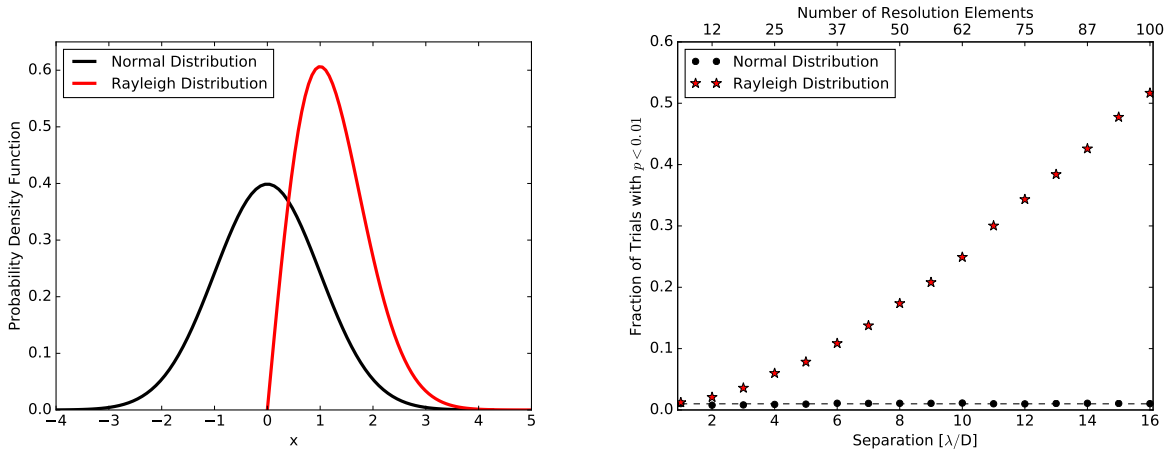 Normal Distribution
Rayleigh Distribution
Probability Density Function
0.6
0.5
0.4
0.3
0.2
0.1
0.0
−4 −3 −2 −1 0 1 2 3 4 5
x
Number of Resolution Elements
12 25 37 50 62 75 87 100
Normal Distribution
Rayleigh Distribution
Fraction of Trials with p < 0.01
0.6
0.5
0.4
0.3
0.2
0.1
0.0
2 4 6 8 10 12 14 16
Separation [λ/D]